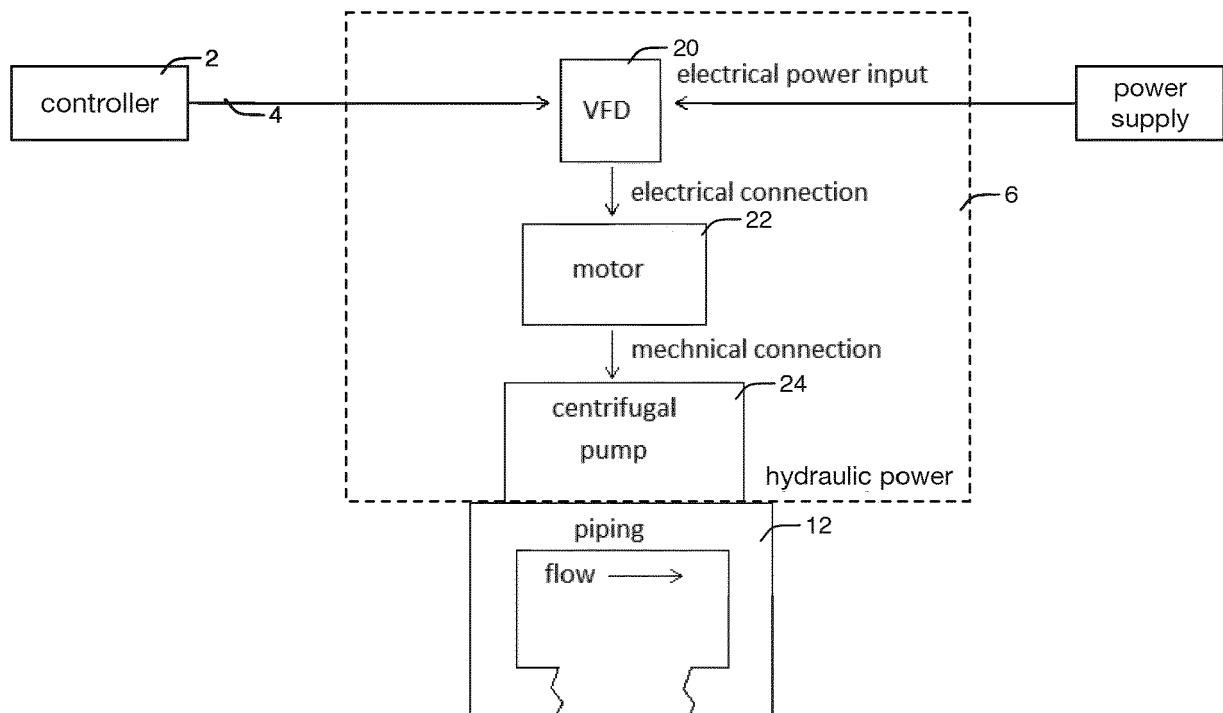 2
controller
4
20
VFD
electrical power input
power
supply
electrical connection
6
22
motor
mechnical connection
24
centrifugal
pump
hydraulic power
piping
12
flow